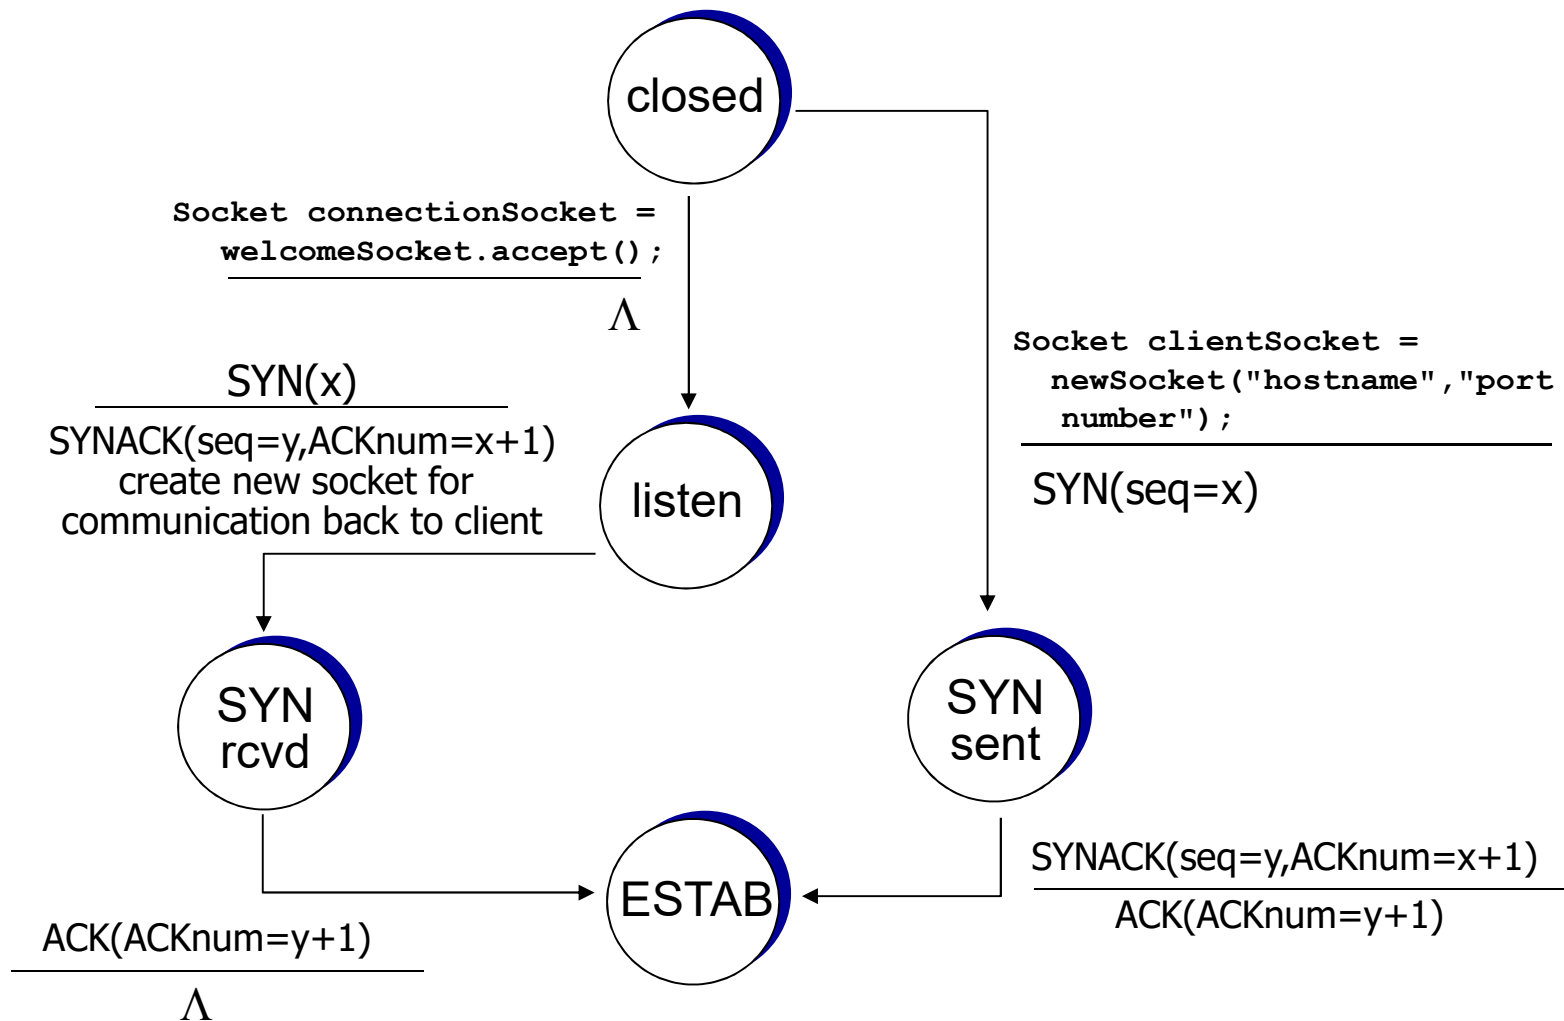 closed
Socket connectionSocket =
welcomeSocket.accept();
Λ
Socket clientSocket =
newSocket("hostname","port
number");
SYN(seq=x)
SYN(x)
SYNACK(seq=y,ACKnum=x+1)
create new socket for
communication back to client
listen
SYN
rcvd
SYN
sent
ESTAB
SYNACK(seq=y,ACKnum=x+1)
ACK(ACKnum=y+1)
ACK(ACKnum=y+1)
Λ